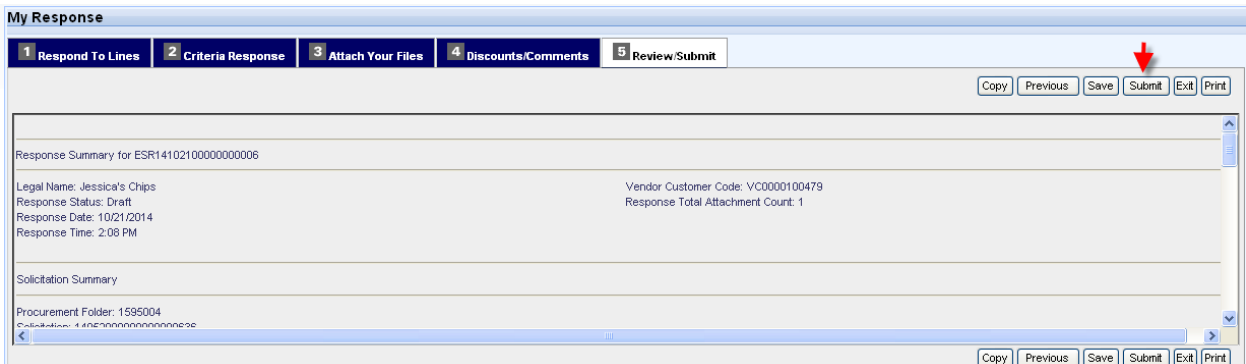 My Response
1 Respond To Lines 2 Criteria Response 3 Attach Your Files 4 Discounts/Comments 5 Review/Submit
Copy Previous Save Submit Exit Print
Response Summary for ESR14102100000000006
Legal Name: Jessica's Chips Vendor Customer Code: VC0000100479
Response Status: Draft Response Total Attachment Count: 1
Response Date: 10/21/2014
Response Time: 2:08 PM
Solicitation Summary
Procurement Folder: 1595004
Solicitation:
Copy Previous Save Submit Exit Print